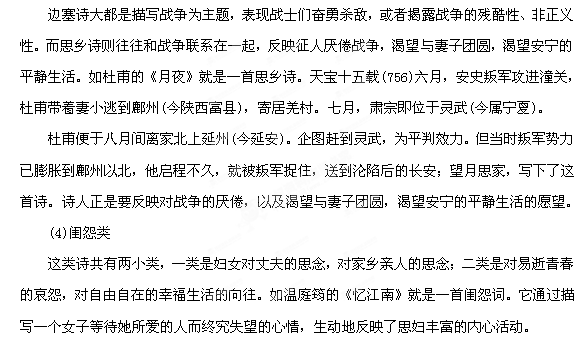 边塞诗大都是描写战争为主题，表现战士们奋勇杀敌，或者揭露战争的残酷性、非正义
性。而思乡诗则往往和战争联系在一起，反映征人厌倦战争，渴望与妻子团圆，渴望安宁的
平静生活。如杜甫的《月夜》就是一首思乡诗。天宝十五载(756)六月，安史叛军攻进潼关，
杜甫带着妻小逃到鄜州(今陕西富县)，寄居羌村。七月，肃宗即位于灵武(今属宁夏)。
杜甫便于八月间离家北上延州(今延安)。企图赶到灵武，为平判效力。但当时叛军势力
已膨胀到鄜州以北，他启程不久，就被叛军捉住，送到沦陷后的长安；望月思家，写下了这
首诗。诗人正是要反映对战争的厌倦，以及渴望与妻子团圆，渴望安宁的平静生活的愿望。
(4)闺怨类
这类诗共有两小类，一类是妇女对丈夫的思念，对家乡亲人的思念；二类是对易逝青春
的哀怨，对自由自在的幸福生活的向往。如温庭筠的《忆江南》就是一首闺怨词。它通过描
写一个女子等待她所爱的人而终究失望的心情，生动地反映了思妇丰富的内心活动。